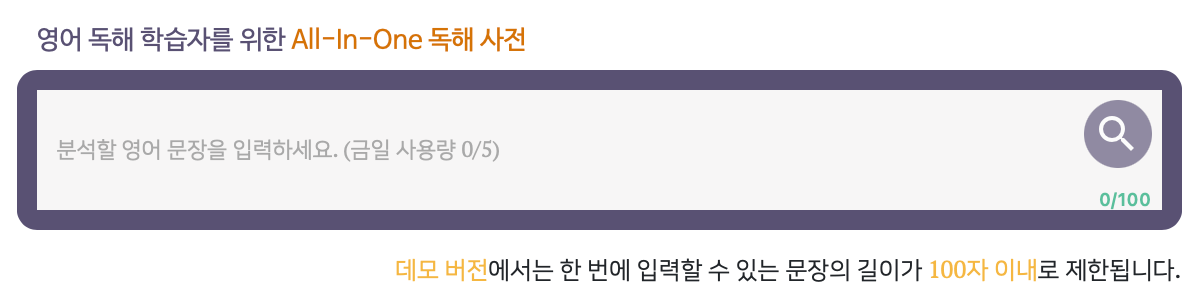 영어 독해 학습자를 위한 All-In-One 독해 사전
분석할 영어 문장을 입력하세요. (금일 사용량 0/5)
0/100
데모 버전에서는 한 번에 입력할 수 있는 문장의 길이가 100자 이내로 제한됩니다.